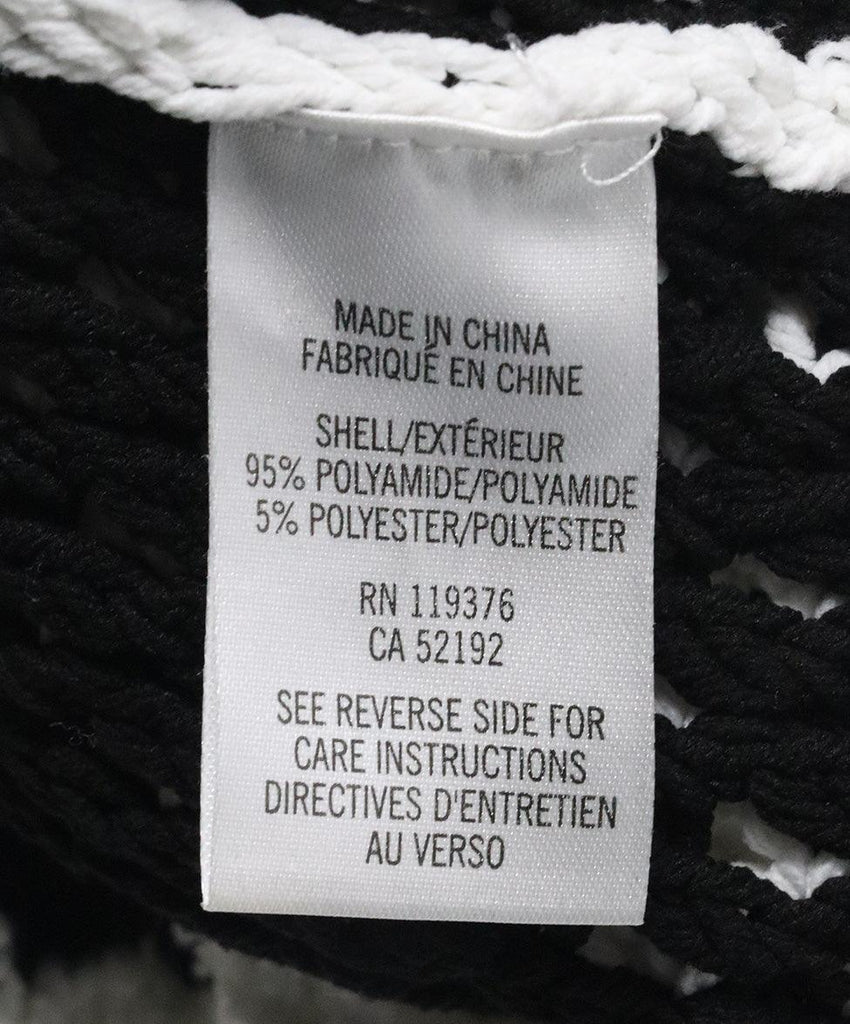 MADE IN CHINA
FABRIQUÉ EN CHINE
SHELL/EXTÉRIEUR
95% POLYAMIDE/POLYAMIDE
5% POLYESTER/POLYESTER
RN 119376
CA 52192
SEE REVERSE SIDE FOR
CARE INSTRUCTIONS
DIRECTIVES D'ENTRETIEN
AU VERSO